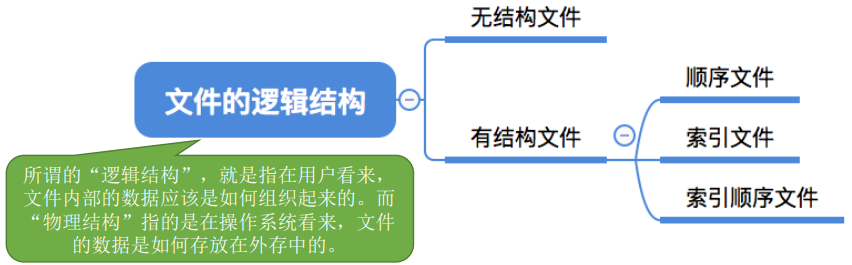 文件的逻辑结构
无结构文件
有结构文件
顺序文件
索引文件
索引顺序文件
所谓的“逻辑结构”，就是指在用户看来，
文件内部的数据应该是如何组织起来的。而
“物理结构”指的是在操作系统看来，文件
的数据是如何存放在外存中的。